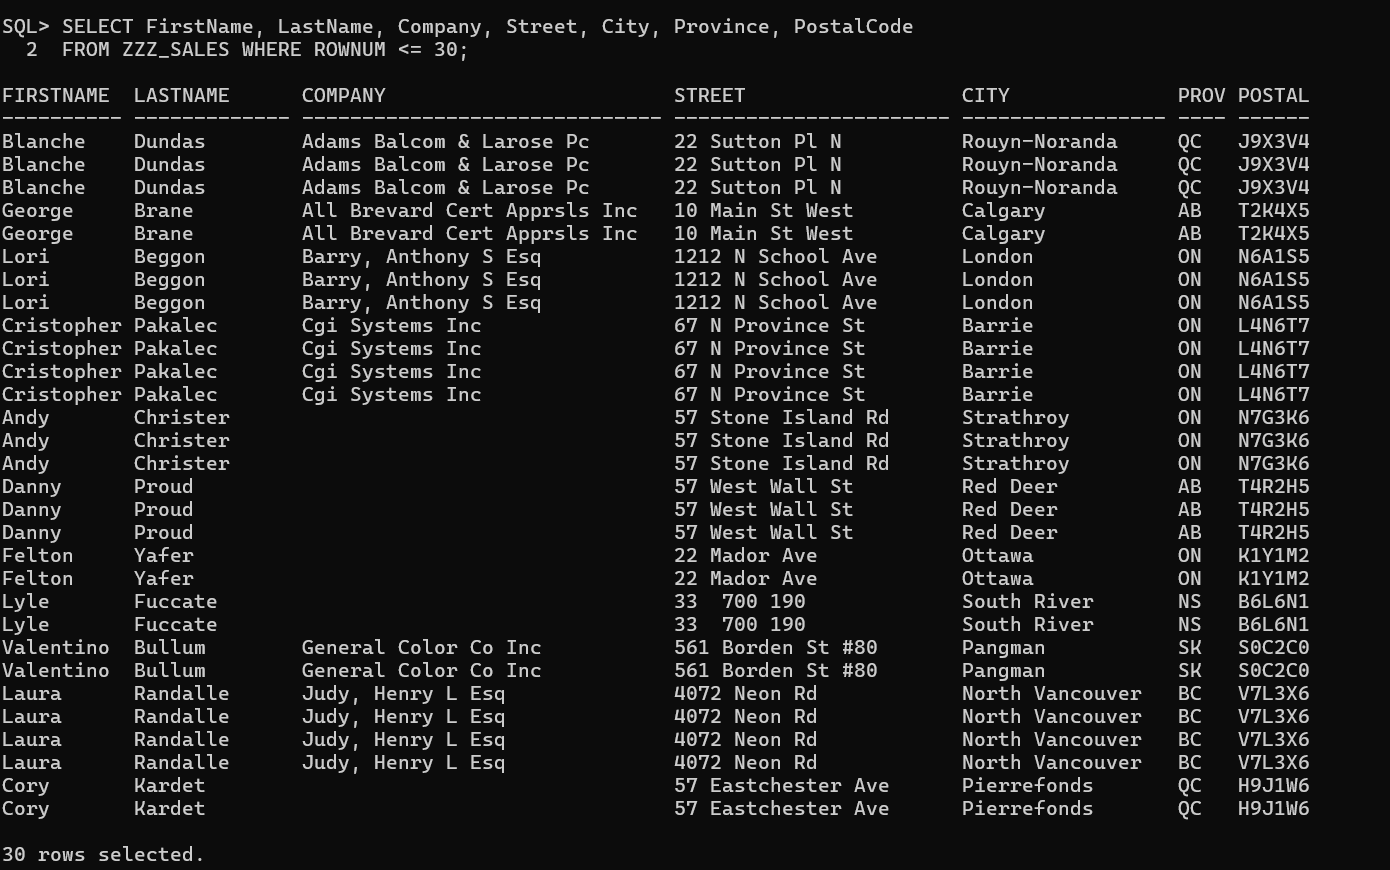 SQL> SELECT FirstName, LastName, Company, Street, City, Province, PostalCode
  2  FROM ZZZ_SALES WHERE ROWNUM <= 30;

FIRSTNAME  LASTNAME      COMPANY                        STREET                  CITY              PROV POSTAL
---------- ------------- ------------------------------ ----------------------- ----------------- ---- ------
Blanche    Dundas        Adams Balcom & Larose Pc       22 Sutton Pl N          Rouyn-Noranda     QC   J9X3V4
Blanche    Dundas        Adams Balcom & Larose Pc       22 Sutton Pl N          Rouyn-Noranda     QC   J9X3V4
Blanche    Dundas        Adams Balcom & Larose Pc       22 Sutton Pl N          Rouyn-Noranda     QC   J9X3V4
George     Brane         All Brevard Cert Apprsls Inc   10 Main St West         Calgary           AB   T2K4X5
George     Brane         All Brevard Cert Apprsls Inc   10 Main St West         Calgary           AB   T2K4X5
Lori       Beggon        Barry, Anthony S Esq           1212 N School Ave       London            ON   N6A1S5
Lori       Beggon        Barry, Anthony S Esq           1212 N School Ave       London            ON   N6A1S5
Lori       Beggon        Barry, Anthony S Esq           1212 N School Ave       London            ON   N6A1S5
Cristopher Pakalec       Cgi Systems Inc                67 N Province St        Barrie            ON   L4N6T7
Cristopher Pakalec       Cgi Systems Inc                67 N Province St        Barrie            ON   L4N6T7
Cristopher Pakalec       Cgi Systems Inc                67 N Province St        Barrie            ON   L4N6T7
Cristopher Pakalec       Cgi Systems Inc                67 N Province St        Barrie            ON   L4N6T7
Andy       Christer                                     57 Stone Island Rd      Strathroy         ON   N7G3K6
Andy       Christer                                     57 Stone Island Rd      Strathroy         ON   N7G3K6
Andy       Christer                                     57 Stone Island Rd      Strathroy         ON   N7G3K6
Danny      Proud                                        57 West Wall St         Red Deer          AB   T4R2H5
Danny      Proud                                        57 West Wall St         Red Deer          AB   T4R2H5
Danny      Proud                                        57 West Wall St         Red Deer          AB   T4R2H5
Felton     Yafer                                        22 Mador Ave            Ottawa            ON   K1Y1M2
Felton     Yafer                                        22 Mador Ave            Ottawa            ON   K1Y1M2
Lyle       Fuccate                                      33  700 190             South River       NS   B6L6N1
Lyle       Fuccate                                      33  700 190             South River       NS   B6L6N1
Valentino  Bullum        General Color Co Inc           561 Borden St #80       Pangman           SK   S0C2C0
Valentino  Bullum        General Color Co Inc           561 Borden St #80       Pangman           SK   S0C2C0
Laura      Randalle      Judy, Henry L Esq              4072 Neon Rd            North Vancouver   BC   V7L3X6
Laura      Randalle      Judy, Henry L Esq              4072 Neon Rd            North Vancouver   BC   V7L3X6
Laura      Randalle      Judy, Henry L Esq              4072 Neon Rd            North Vancouver   BC   V7L3X6
Laura      Randalle      Judy, Henry L Esq              4072 Neon Rd            North Vancouver   BC   V7L3X6
Cory       Kardet                                       57 Eastchester Ave      Pierrefonds       QC   H9J1W6
Cory       Kardet                                       57 Eastchester Ave      Pierrefonds       QC   H9J1W6

30 rows selected.